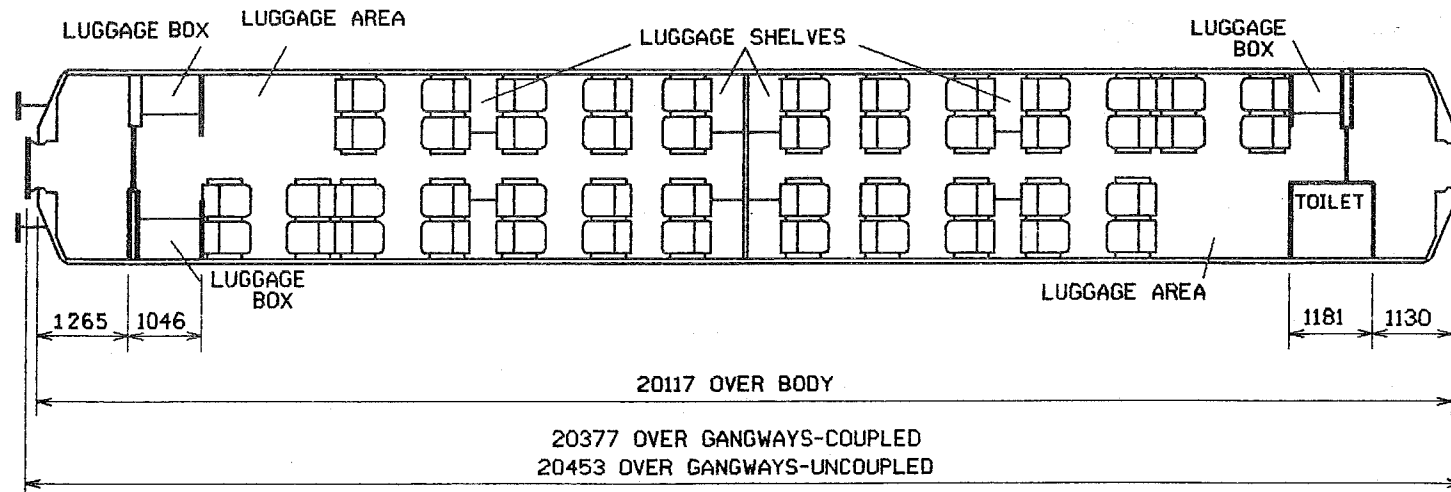 LUGGAGE BOX
LUGGAGE AREA
LUGGAGE SHELVES
LUGGAGE
BOX
TOILET
LUGGAGE
BOX
LUGGAGE AREA
1265
1046
1181
1130
20117 OVER BODY
20377 OVER GANGWAYS-COUPLED
20453 OVER GANGWAYS-UNCOUPLED